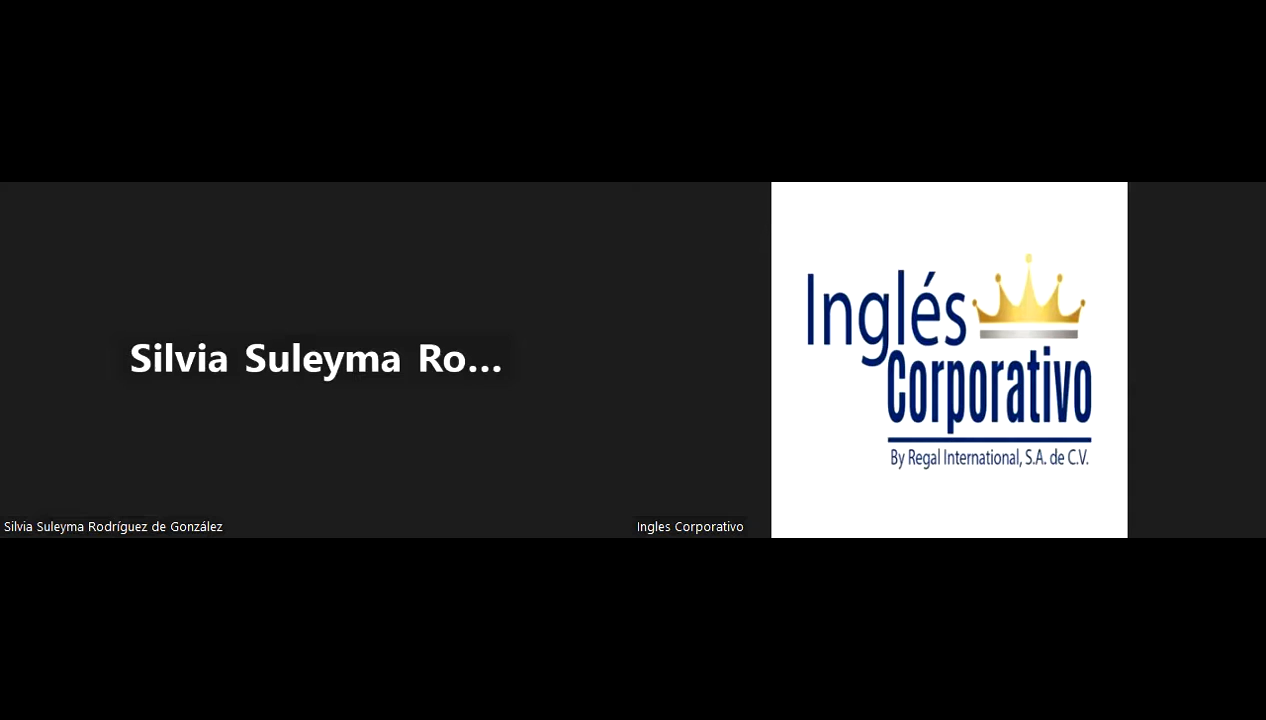 Silvia Suleyma Ro...
Silvia Suleyma Rodríguez de González
Inglés
Corporativo
By Regal International, S.A. de C.V.
Ingles Corporativo